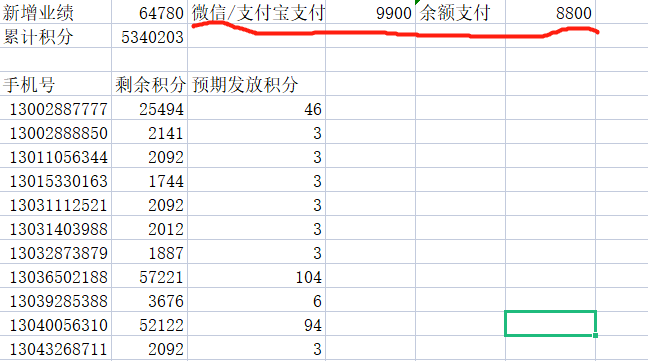 新增业绩 64780 微信/支付宝支付 9900 余额支付 8800
累计积分 5340203
手机号 剩余积分 预期发放积分
13002887777 25494 46
13002888850 2141 3
13011056344 2092 3
13015330163 1744 3
13031112521 2092 3
13031403988 2012 3
13032873879 1887 3
13036502188 57221 104
13039285388 3676 6
13040056310 52122 94
13043268711 2092 3